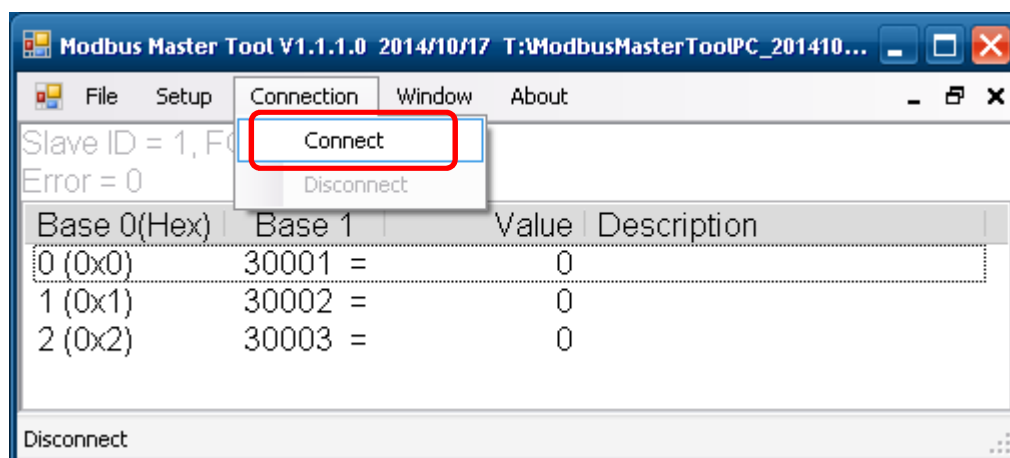 Modbus Master Tool V1.1.1.0 2014/10/17 T:\ModbusMasterToolPC_201410...
File Setup Connection Window About
Connect
Disconnect
Slave ID = 1,
Error = 0
Base 0(Hex) Base 1 Value Description
0 (0x0) 30001 = 0
1 (0x1) 30002 = 0
2 (0x2) 30003 = 0
Disconnect